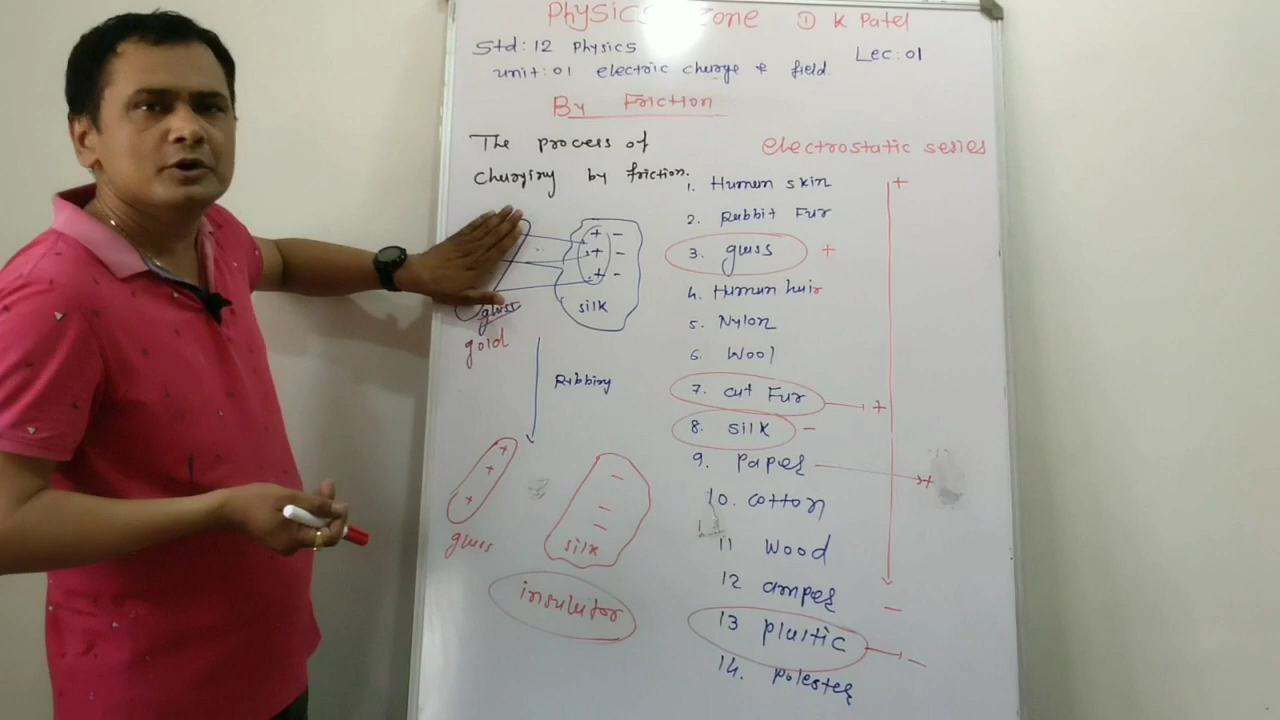 Physics Zone D K Patel
Std: 12 Physics
Lec: 01
unit: 01 electric charge & field.
By Friction
The process of
charging by friction.
glass
gold
+ −
+ −
+ −
silk
Rubbing
+
+
+
glass
−
−
−
silk
insulator
electrostatic series
1. Human skin +
2. Rabbit Fur
3. glass +
4. Human hair
5. Nylon
6. Wool
7. cat Fur +
8. silk −
9. Paper +
10. cotton
11 Wood
12 amper −
13 plastic −
14. Polester